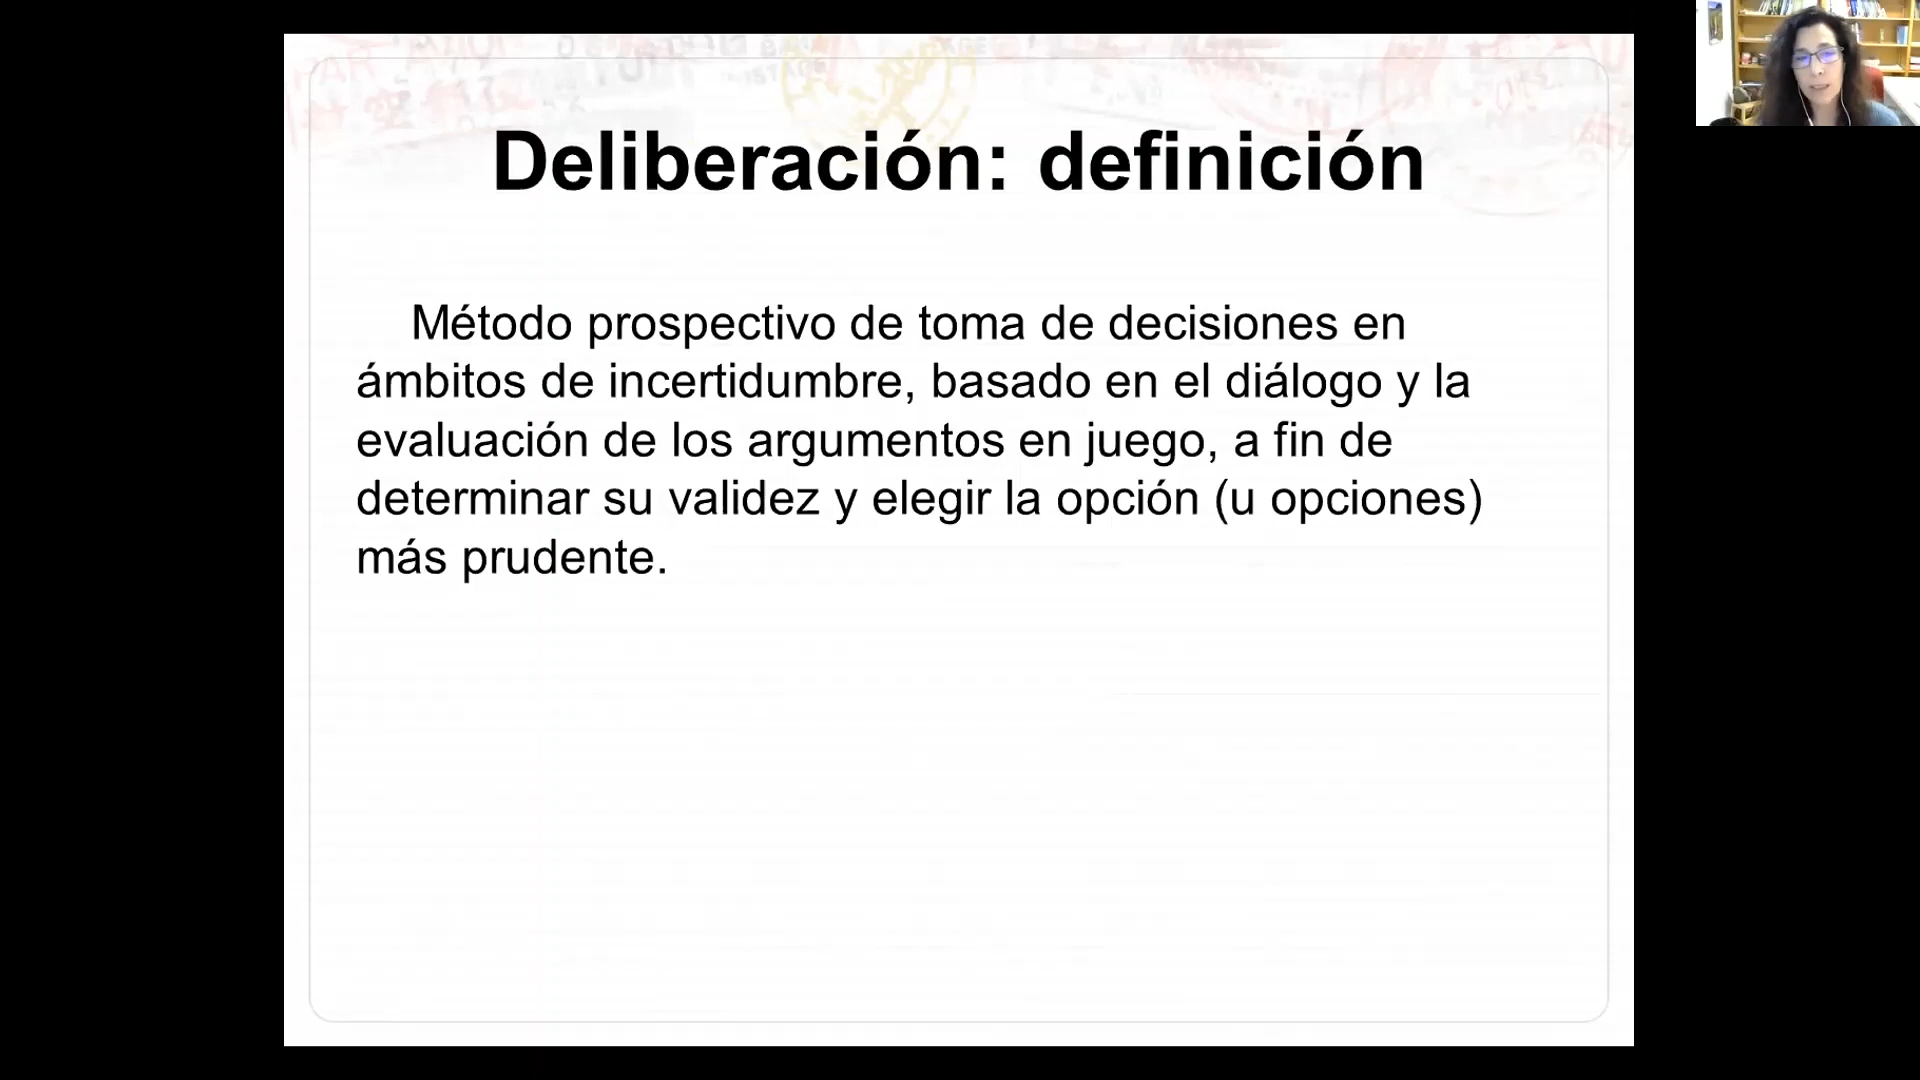 Deliberación: definición
Método prospectivo de toma de decisiones en
ámbitos de incertidumbre, basado en el diálogo y la
evaluación de los argumentos en juego, a fin de
determinar su validez y elegir la opción (u opciones)
más prudente.